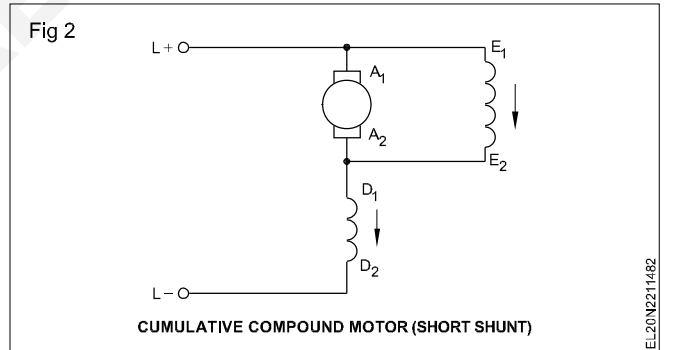 Fig 2
L+
E1
A1
A2
E2
D1
D2
L−
CUMULATIVE COMPOUND MOTOR (SHORT SHUNT)
EL20N2211482